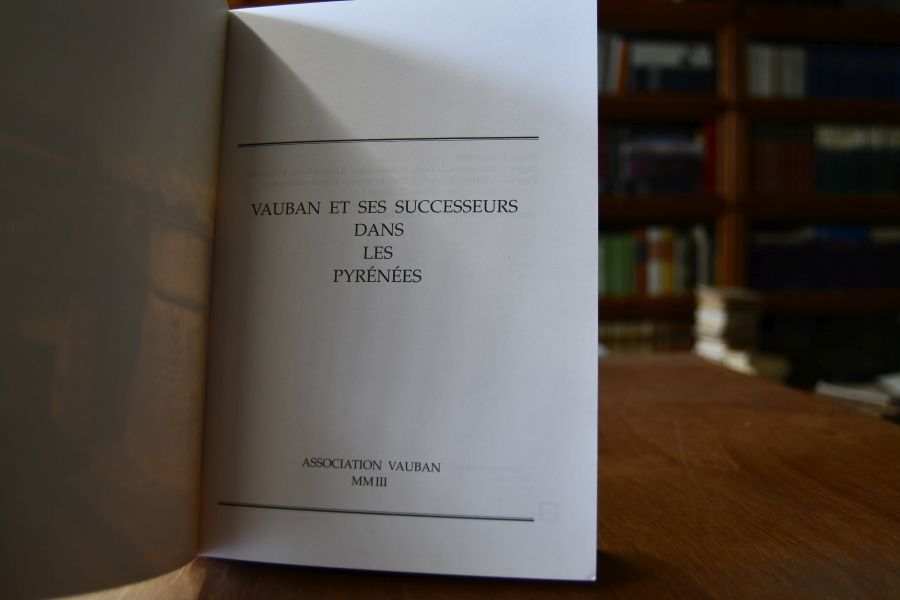 VAUBAN ET SES SUCCESSEURS
DANS
LES
PYRÉNÉES
ASSOCIATION VAUBAN
MMIII